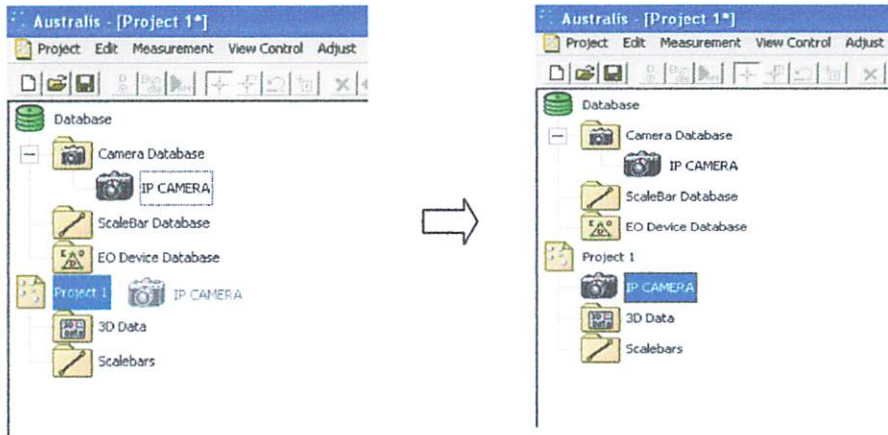 Australis - [Project 1*]
Project Edit Measurement View Control Adjust
Database
Camera Database
IP CAMERA
ScaleBar Database
EO Device Database
Project 1 IP CAMERA
3D Data
Scalebars
Australis - [Project 1*]
Project Edit Measurement View Control Adjust
Database
Camera Database
IP CAMERA
ScaleBar Database
EO Device Database
Project 1
IP CAMERA
3D Data
Scalebars